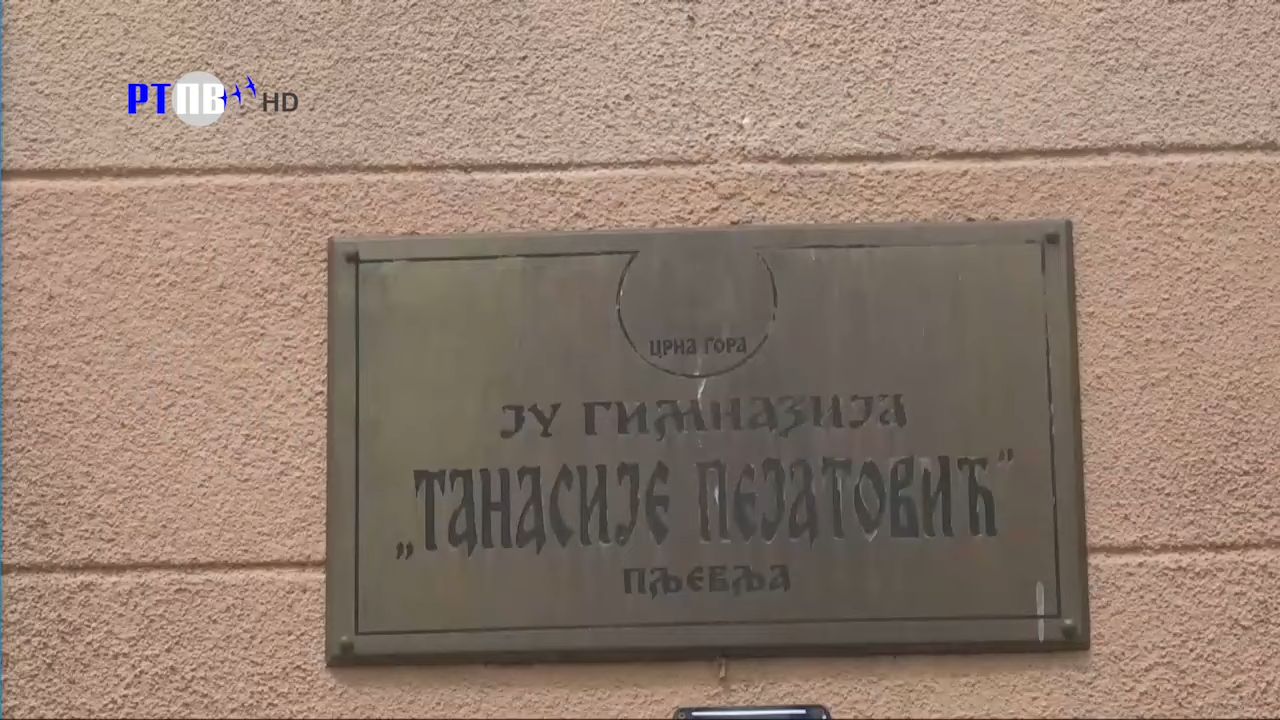 РТПВ HD
ЦРНА ГОРА
ЈУ ГИМНАЗИЈА
„ТАНАСИЈЕ ПЕЈАТОВИЋ“
ПЉЕВЉА